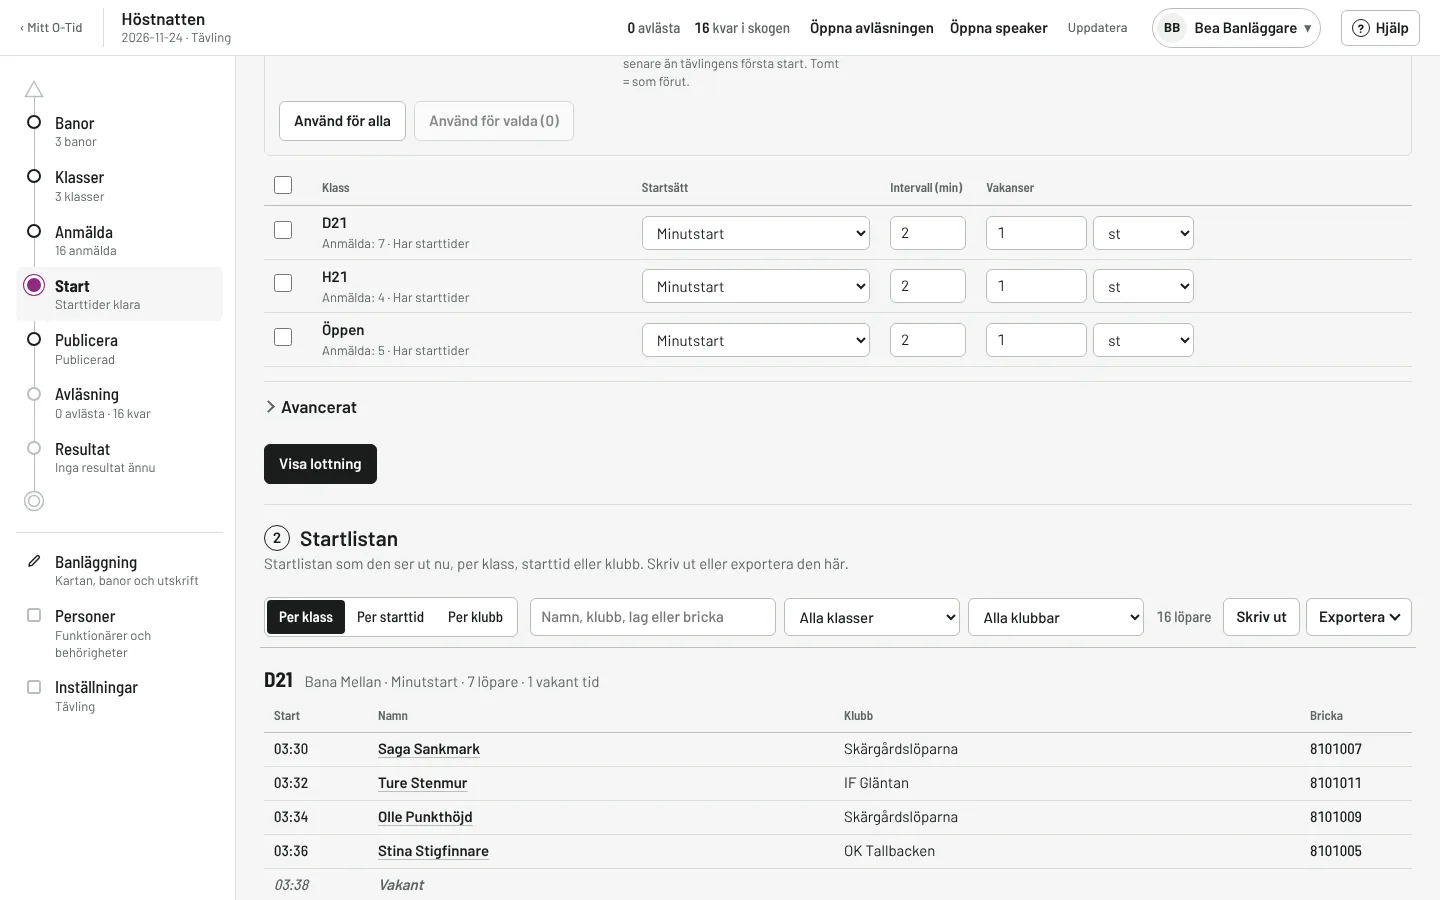 ‹ Mitt O-Tid
Höstnatten
2026-11-24 · Tävling
0 avlästa
16 kvar i skogen
Öppna avläsningen
Öppna speaker
Uppdatera
BB
Bea Banläggare
Hjälp
Banor
3 banor
Klasser
3 klasser
Anmälda
16 anmälda
Start
Starttider klara
Publicera
Publicerad
Avläsning
0 avlästa · 16 kvar
Resultat
Inga resultat ännu
Banläggning
Kartan, banor och utskrift
Personer
Funktionärer och
behörigheter
Inställningar
Tävling
senare än tävlingens första start. Tomt
= som förut.
Använd för alla
Använd för valda (0)
Klass Startsätt Intervall (min) Vakanser
D21
Anmälda: 7 · Har starttider
Minutstart 2 1 st
H21
Anmälda: 4 · Har starttider
Minutstart 2 1 st
Öppen
Anmälda: 5 · Har starttider
Minutstart 2 1 st
Avancerat
Visa lottning
2 Startlistan
Startlistan som den ser ut nu, per klass, starttid eller klubb. Skriv ut eller exportera den här.
Per klass Per starttid Per klubb Namn, klubb, lag eller bricka Alla klasser Alla klubbar 16 löpare Skriv ut Exportera
D21 Bana Mellan · Minutstart · 7 löpare · 1 vakant tid
Start Namn Klubb Bricka
03:30 Saga Sankmark Skärgårdslöparna 8101007
03:32 Ture Stenmur IF Gläntan 8101011
03:34 Olle Punkthöjd Skärgårdslöparna 8101009
03:36 Stina Stigfinnare OK Tallbacken 8101005
03:38 Vakant